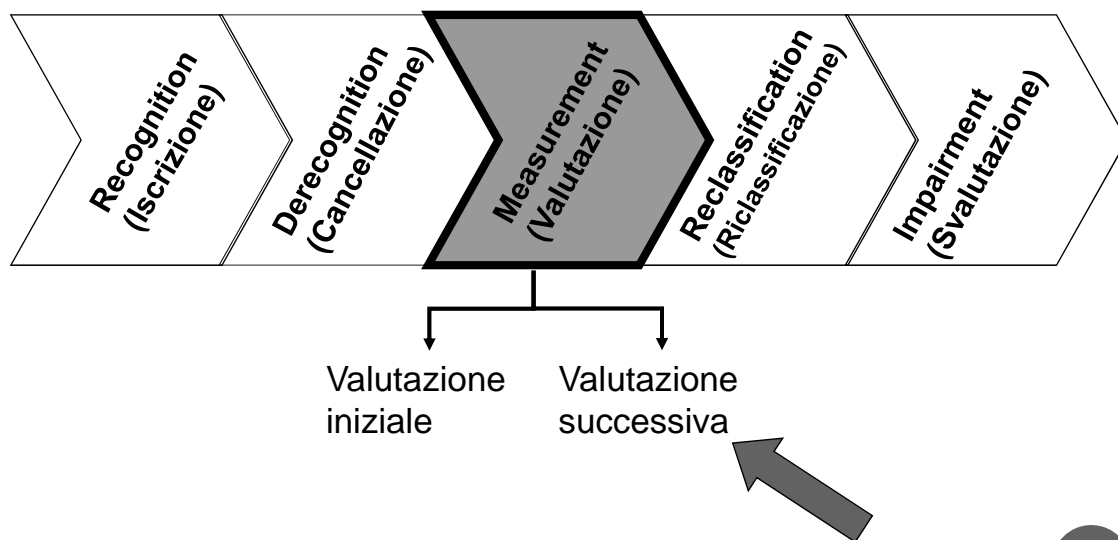 Recognition
(Iscrizione)
Derecognition
(Cancellazione)
Measurement
(Valutazione)
Reclassification
(Riclassificazione)
Impairment
(Svalutazione)
Valutazione
iniziale
Valutazione
successiva